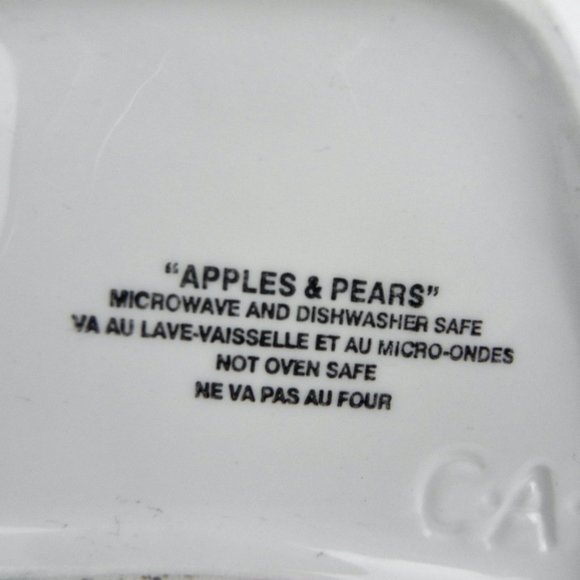 “APPLES & PEARS”
MICROWAVE AND DISHWASHER SAFE
VA AU LAVE-VAISSELLE ET AU MICRO-ONDES
NOT OVEN SAFE
NE VA PAS AU FOUR
C·A